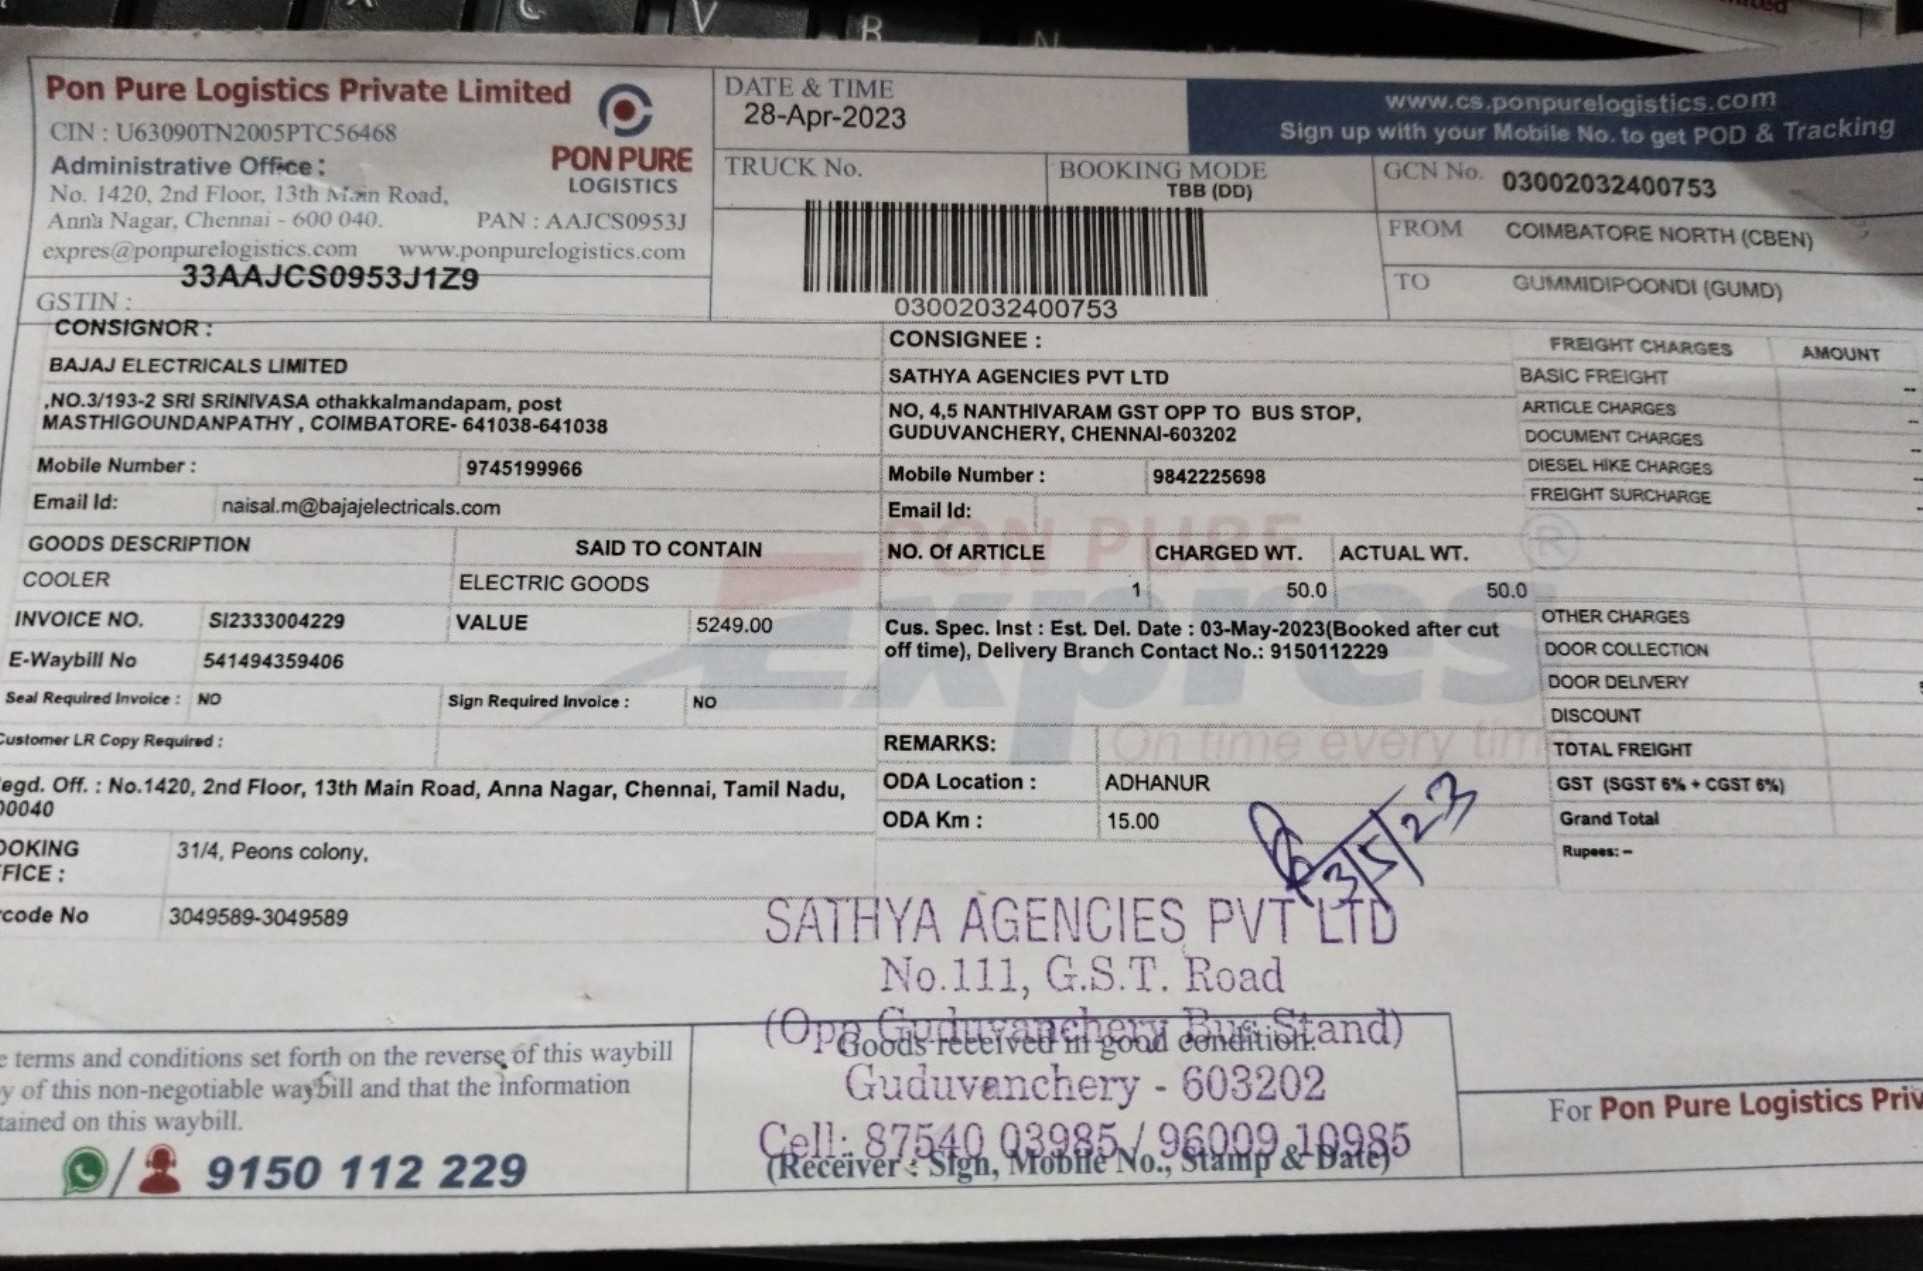 Pon Pure Logistics Private Limited
CIN : U63090TN2005PTC56468
Administrative Office :
No. 1420, 2nd Floor, 13th Main Road,
Anna Nagar, Chennai - 600 040. PAN : AAJCS0953J
expres@ponpurelogistics.com www.ponpurelogistics.com
33AAJCS0953J1Z9
GSTIN :
PON PURE
LOGISTICS
DATE & TIME
28-Apr-2023
www.cs.ponpurelogistics.com
Sign up with your Mobile No. to get POD & Tracking
TRUCK No.
BOOKING MODE
TBB (DD)
03002032400753
GCN No. 03002032400753
FROM COIMBATORE NORTH (CBEN)
TO GUMMIDIPOONDI (GUMD)
CONSIGNOR :
BAJAJ ELECTRICALS LIMITED
,NO.3/193-2 SRI SRINIVASA othakkalmandapam, post
MASTHIGOUNDANPATHY , COIMBATORE- 641038-641038
Mobile Number : 9745199966
Email Id: naisal.m@bajajelectricals.com
CONSIGNEE :
SATHYA AGENCIES PVT LTD
NO, 4,5 NANTHIVARAM GST OPP TO BUS STOP,
GUDUVANCHERY, CHENNAI-603202
Mobile Number : 9842225698
Email Id:
FREIGHT CHARGES AMOUNT
BASIC FREIGHT --
ARTICLE CHARGES --
DOCUMENT CHARGES --
DIESEL HIKE CHARGES
FREIGHT SURCHARGE
GOODS DESCRIPTION SAID TO CONTAIN
COOLER ELECTRIC GOODS
NO. Of ARTICLE CHARGED WT. ACTUAL WT.
1 50.0 50.0
INVOICE NO. SI2333004229 VALUE 5249.00
E-Waybill No 541494359406
Seal Required Invoice : NO Sign Required Invoice : NO
Customer LR Copy Required :
Cus. Spec. Inst : Est. Del. Date : 03-May-2023(Booked after cut
off time), Delivery Branch Contact No.: 9150112229
PON PURE
Expres ®
On time every time
OTHER CHARGES
DOOR COLLECTION
DOOR DELIVERY
DISCOUNT
TOTAL FREIGHT
GST (SGST 6% + CGST 6%)
Grand Total
Rupees: --
REMARKS:
ODA Location : ADHANUR
ODA Km : 15.00
egd. Off. : No.1420, 2nd Floor, 13th Main Road, Anna Nagar, Chennai, Tamil Nadu,
00040
OOKING
FICE :
31/4, Peons colony,
rcode No 3049589-3049589
3/5/23
SATHYA AGENCIES PVT LTD
No.111, G.S.T. Road
(Opp Guduvanchery Bus Stand)
Guduvanchery - 603202
Cell: 87540 03985 / 96009 10985
Goods received in good condition.
(Receiver : Sign, Mobile No., Stamp & Date)
e terms and conditions set forth on the reverse of this waybill
y of this non-negotiable waybill and that the information
tained on this waybill.
9150 112 229
For Pon Pure Logistics Priv
C
V
B
N